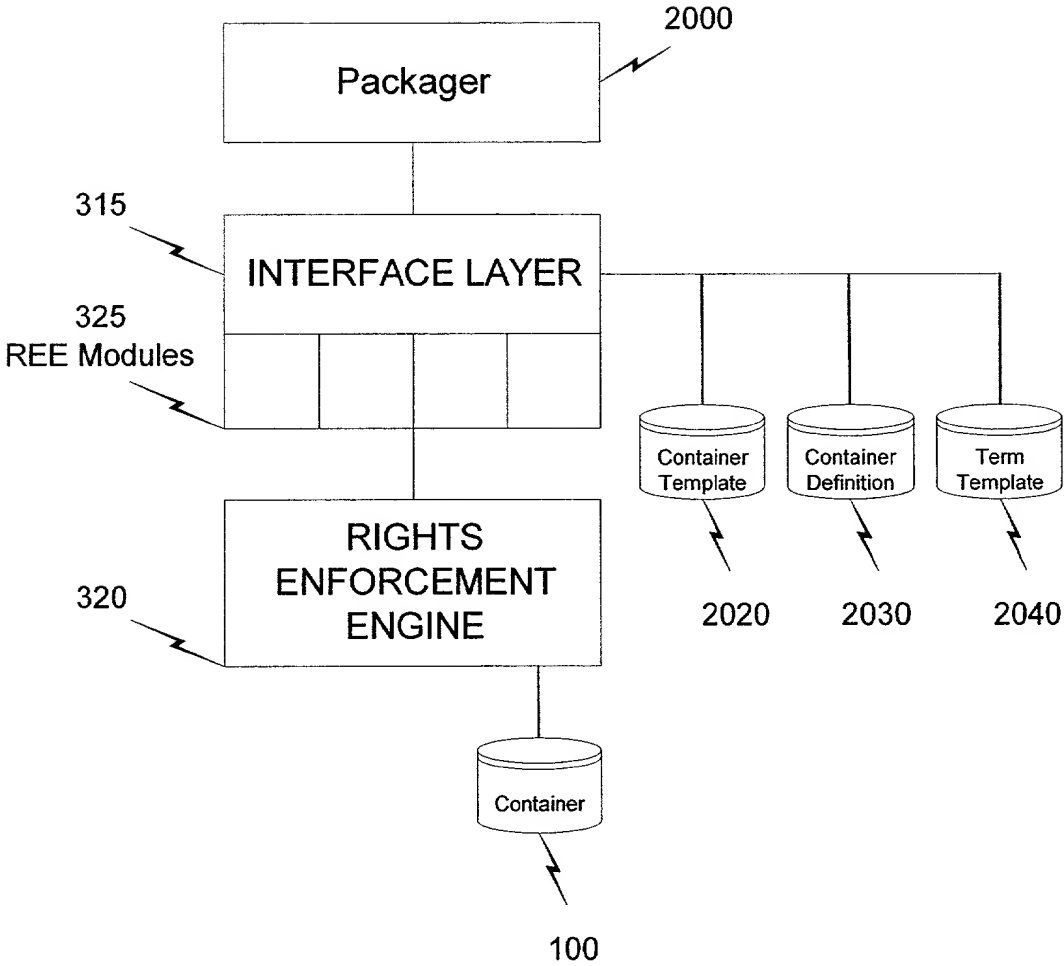 2000
Packager
315
INTERFACE LAYER
325
REE Modules
Container
Template
Container
Definition
Term
Template
RIGHTS
ENFORCEMENT
ENGINE
320
2020
2030
2040
Container
100